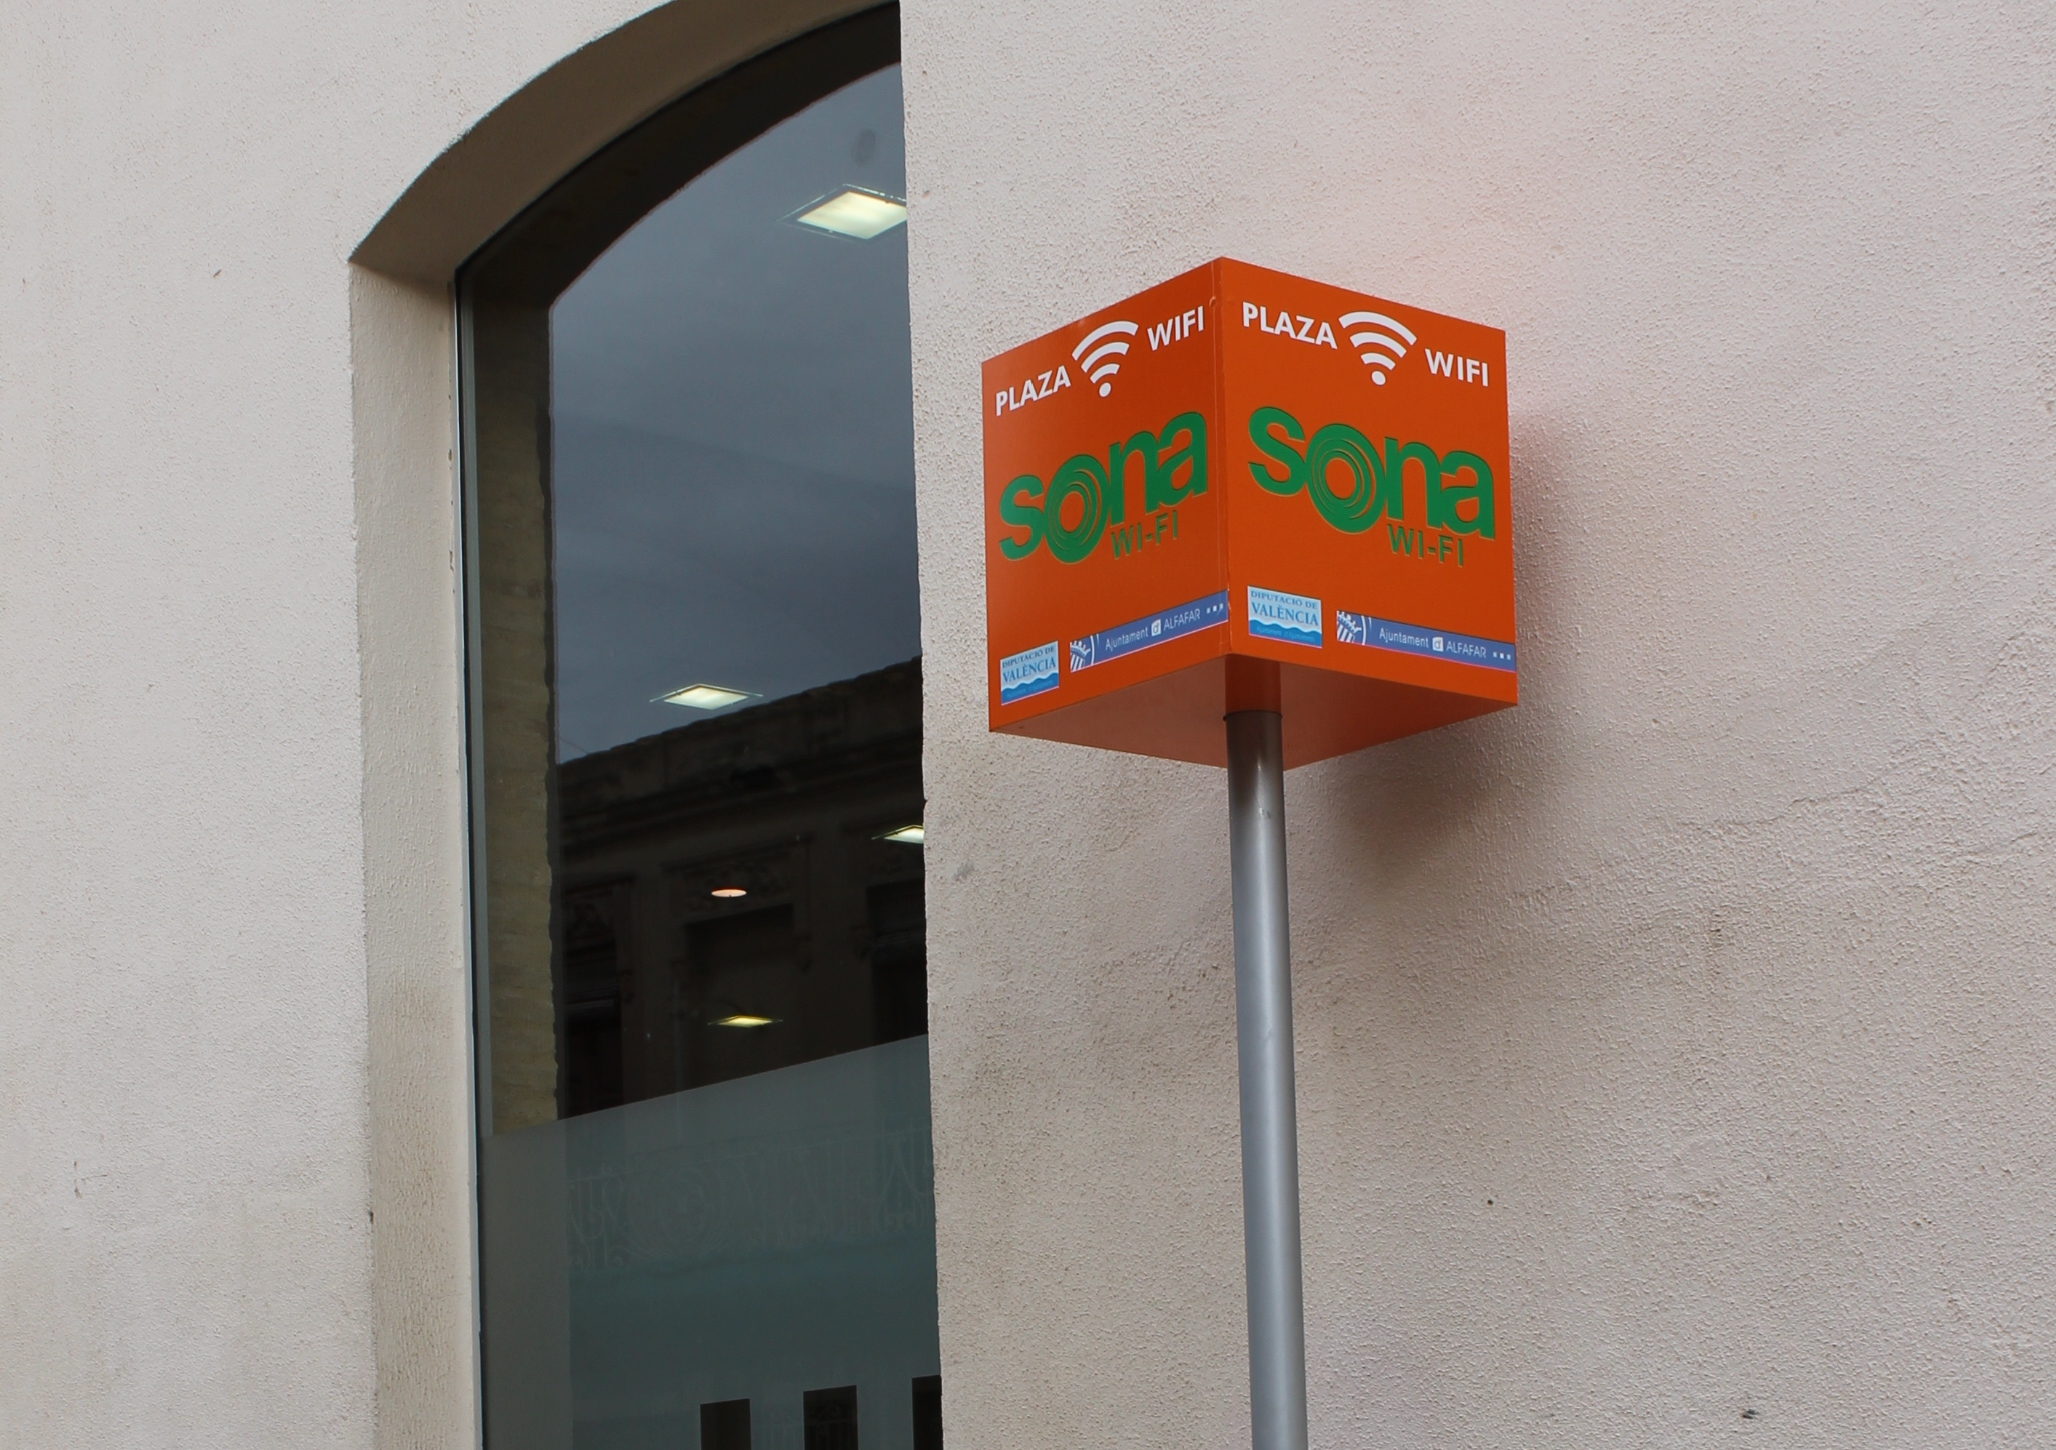 PLAZA WIFI
sona
WI-FI
DIPUTACIÓ DE
VALÈNCIA
Ajuntament d ALFAFAR
PLAZA WIFI
sona
WI-FI
DIPUTACIÓ DE
VALÈNCIA
Ajuntament d ALFAFAR